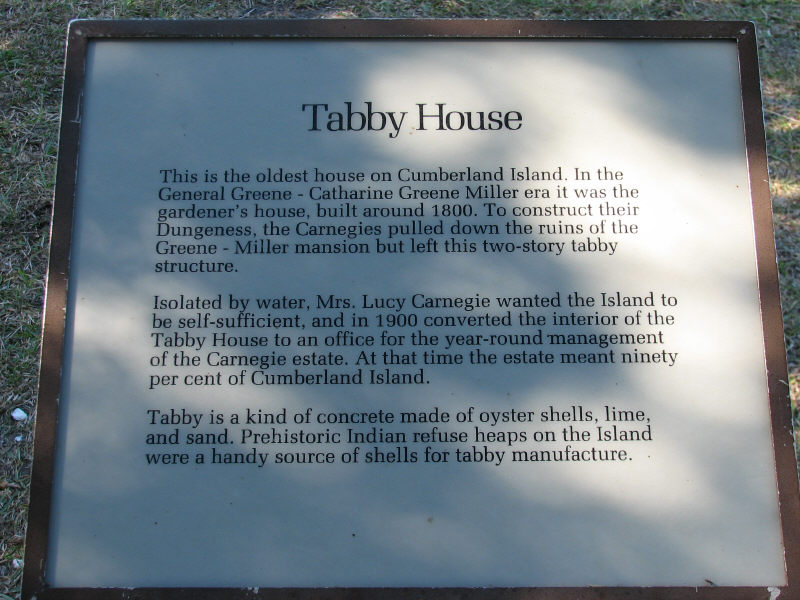 Tabby House
This is the oldest house on Cumberland Island. In the
General Greene - Catharine Greene Miller era it was the
gardener's house, built around 1800. To construct their
Dungeness, the Carnegies pulled down the ruins of the
Greene - Miller mansion but left this two-story tabby
structure.
Isolated by water, Mrs. Lucy Carnegie wanted the Island to
be self-sufficient, and in 1900 converted the interior of the
Tabby House to an office for the year-round management
of the Carnegie estate. At that time the estate meant ninety
per cent of Cumberland Island.
Tabby is a kind of concrete made of oyster shells, lime,
and sand. Prehistoric Indian refuse heaps on the Island
were a handy source of shells for tabby manufacture.